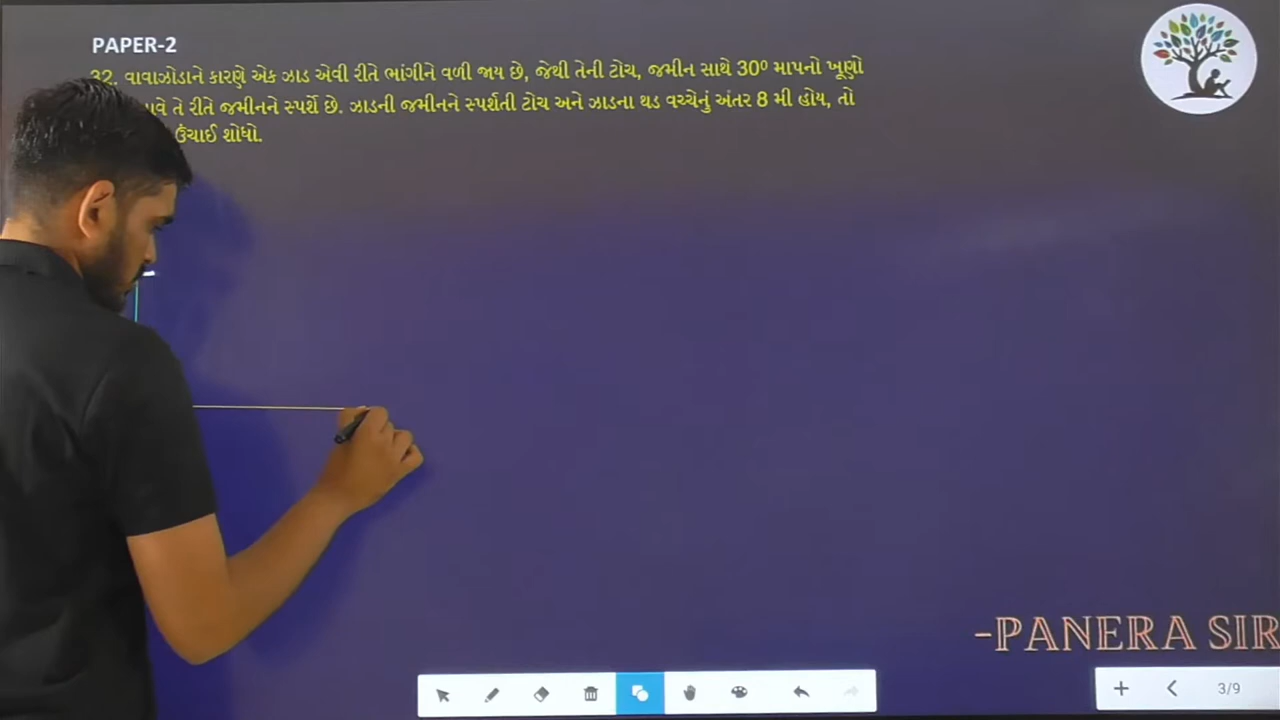 PAPER-2
32. વાવાઝોડાને કારણે એક ઝાડ એવી રીતે ભાંગીને વળી જાય છે, જેથી તેની ટોચ, જમીન સાથે 30⁰ માપનો ખૂણો
તે રીતે જમીનને સ્પર્શે છે. ઝાડની જમીનને સ્પર્શતી ટોચ અને ઝાડના થડ વચ્ચેનું અંતર 8 મી હોય, તો
ઉંચાઈ શોધો.
-PANERA SIR
3/9